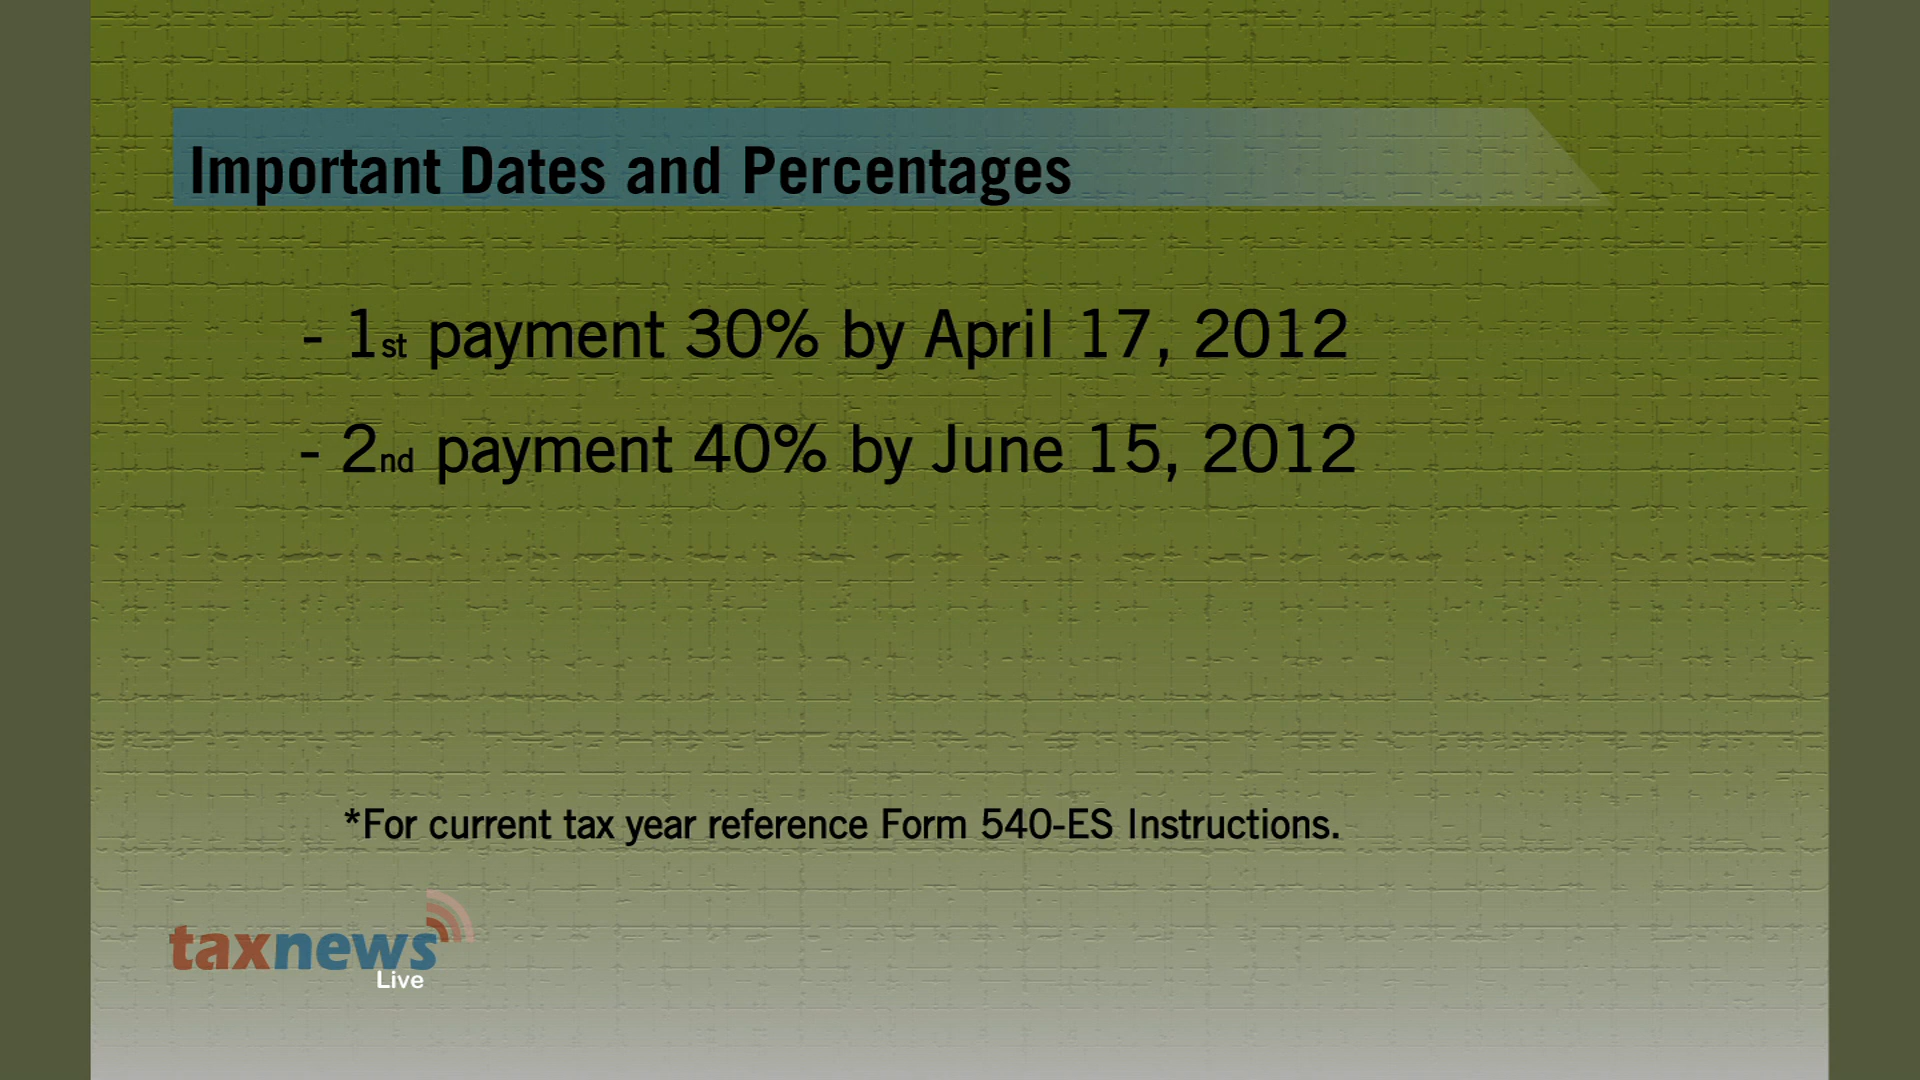 Important Dates and Percentages
- 1st payment 30% by April 17, 2012
- 2nd payment 40% by June 15, 2012
*For current tax year reference Form 540-ES Instructions.
taxnews
Live